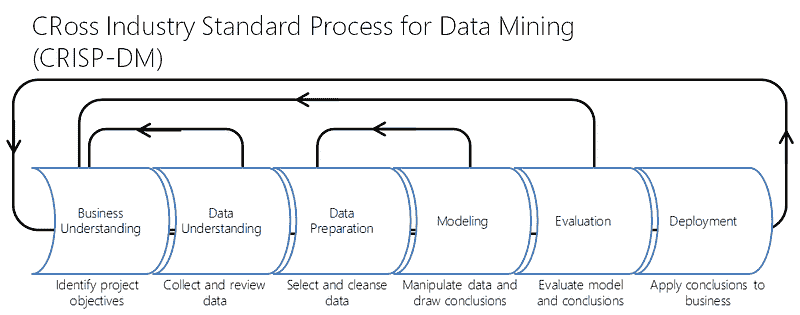 CRoss Industry Standard Process for Data Mining
(CRISP-DM)
Business
Understanding
Data
Understanding
Data
Preparation
Modeling
Evaluation
Deployment
Identify project
objectives
Collect and review
data
Select and cleanse
data
Manipulate data and
draw conclusions
Evaluate model
and conclusions
Apply conclusions to
business